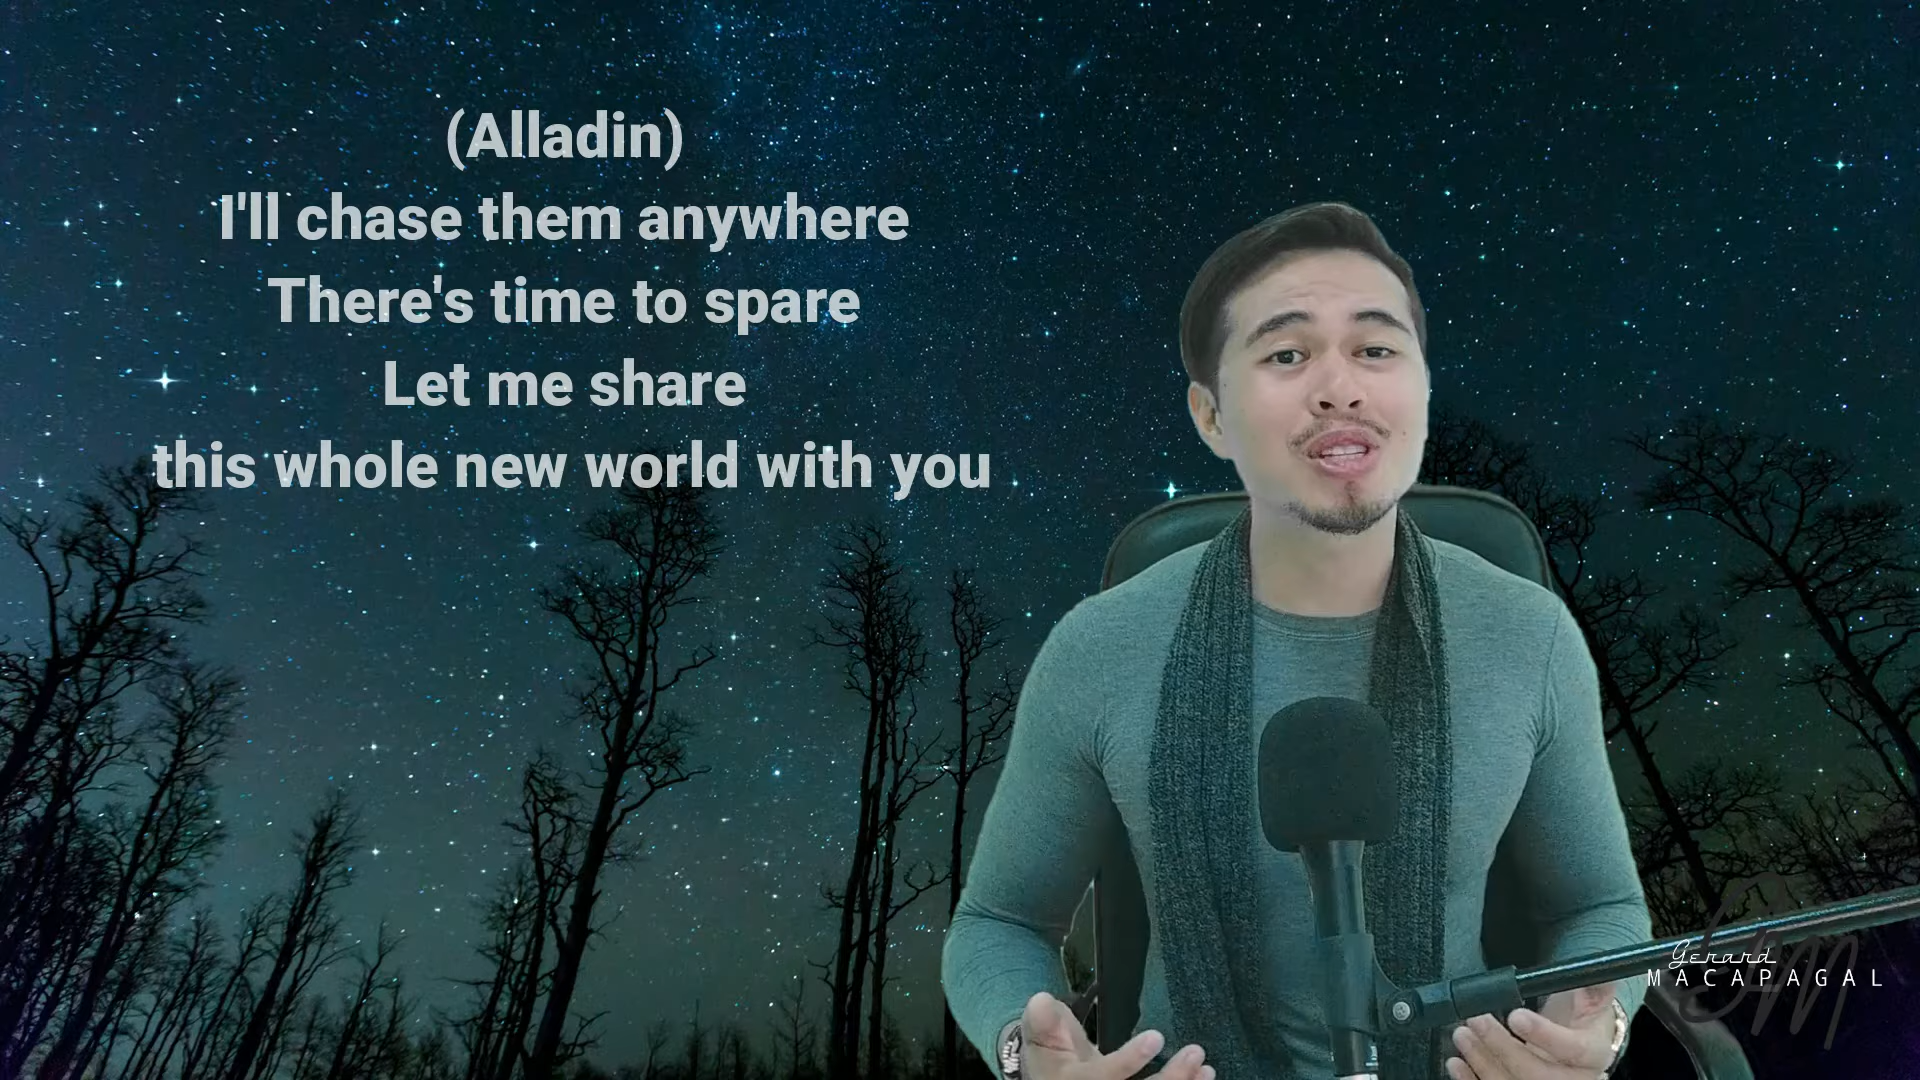 (Alladin)
I'll chase them anywhere
There's time to spare
Let me share
this whole new world with you
Gerard
MACAPAGAL
GM